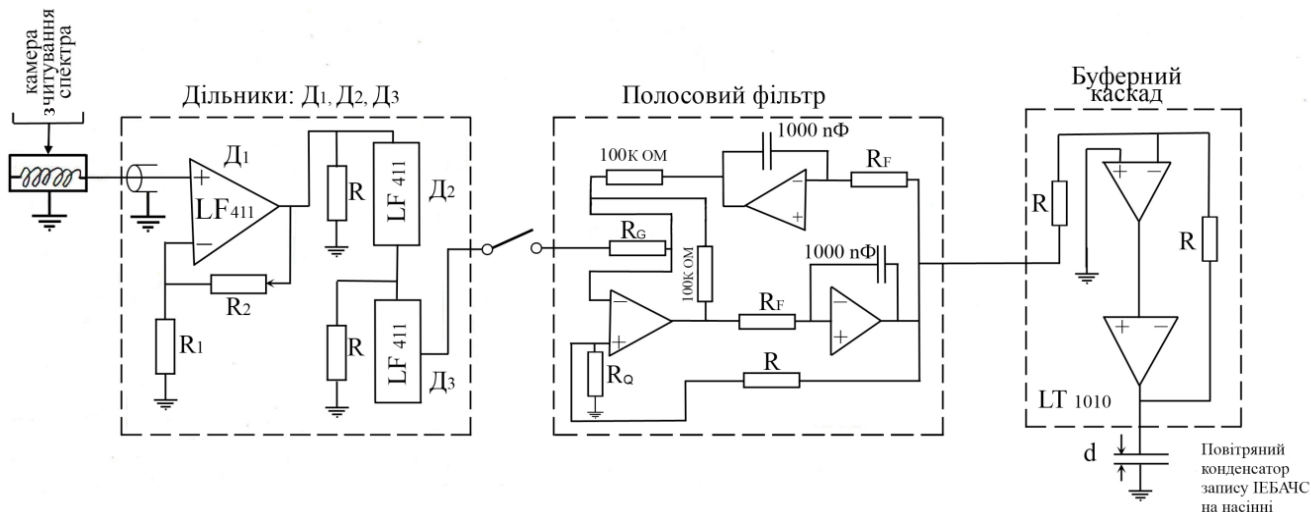 камера
зчитування
спектра
Дільники: Д1, Д2, Д3
Д1
+
LF411
−
R2
R1
R
LF 411
Д2
R
LF 411
Д3
Полосовий фільтр
1000 пФ
100К ОМ
RF
−
+
RG
100К ОМ
1000 пФ
−
+
RF
−
+
RQ
R
Буферний
каскад
R
+ −
R
+ −
LT 1010
d
Повітряний
конденсатор
запису ІЕБАЧС
на насінні